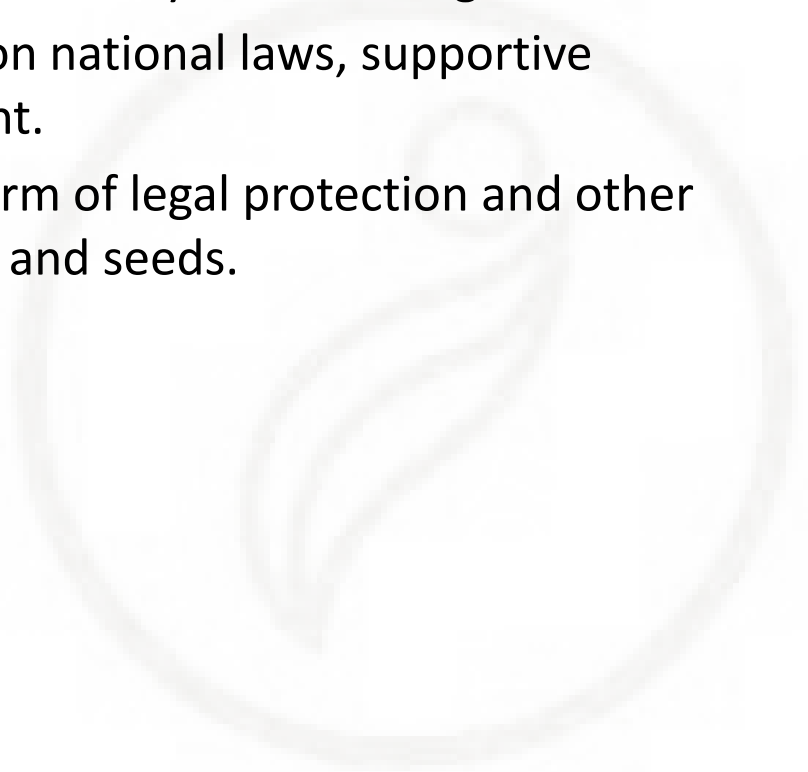 on national laws, supportive
nt.
rm of legal protection and other
and seeds.